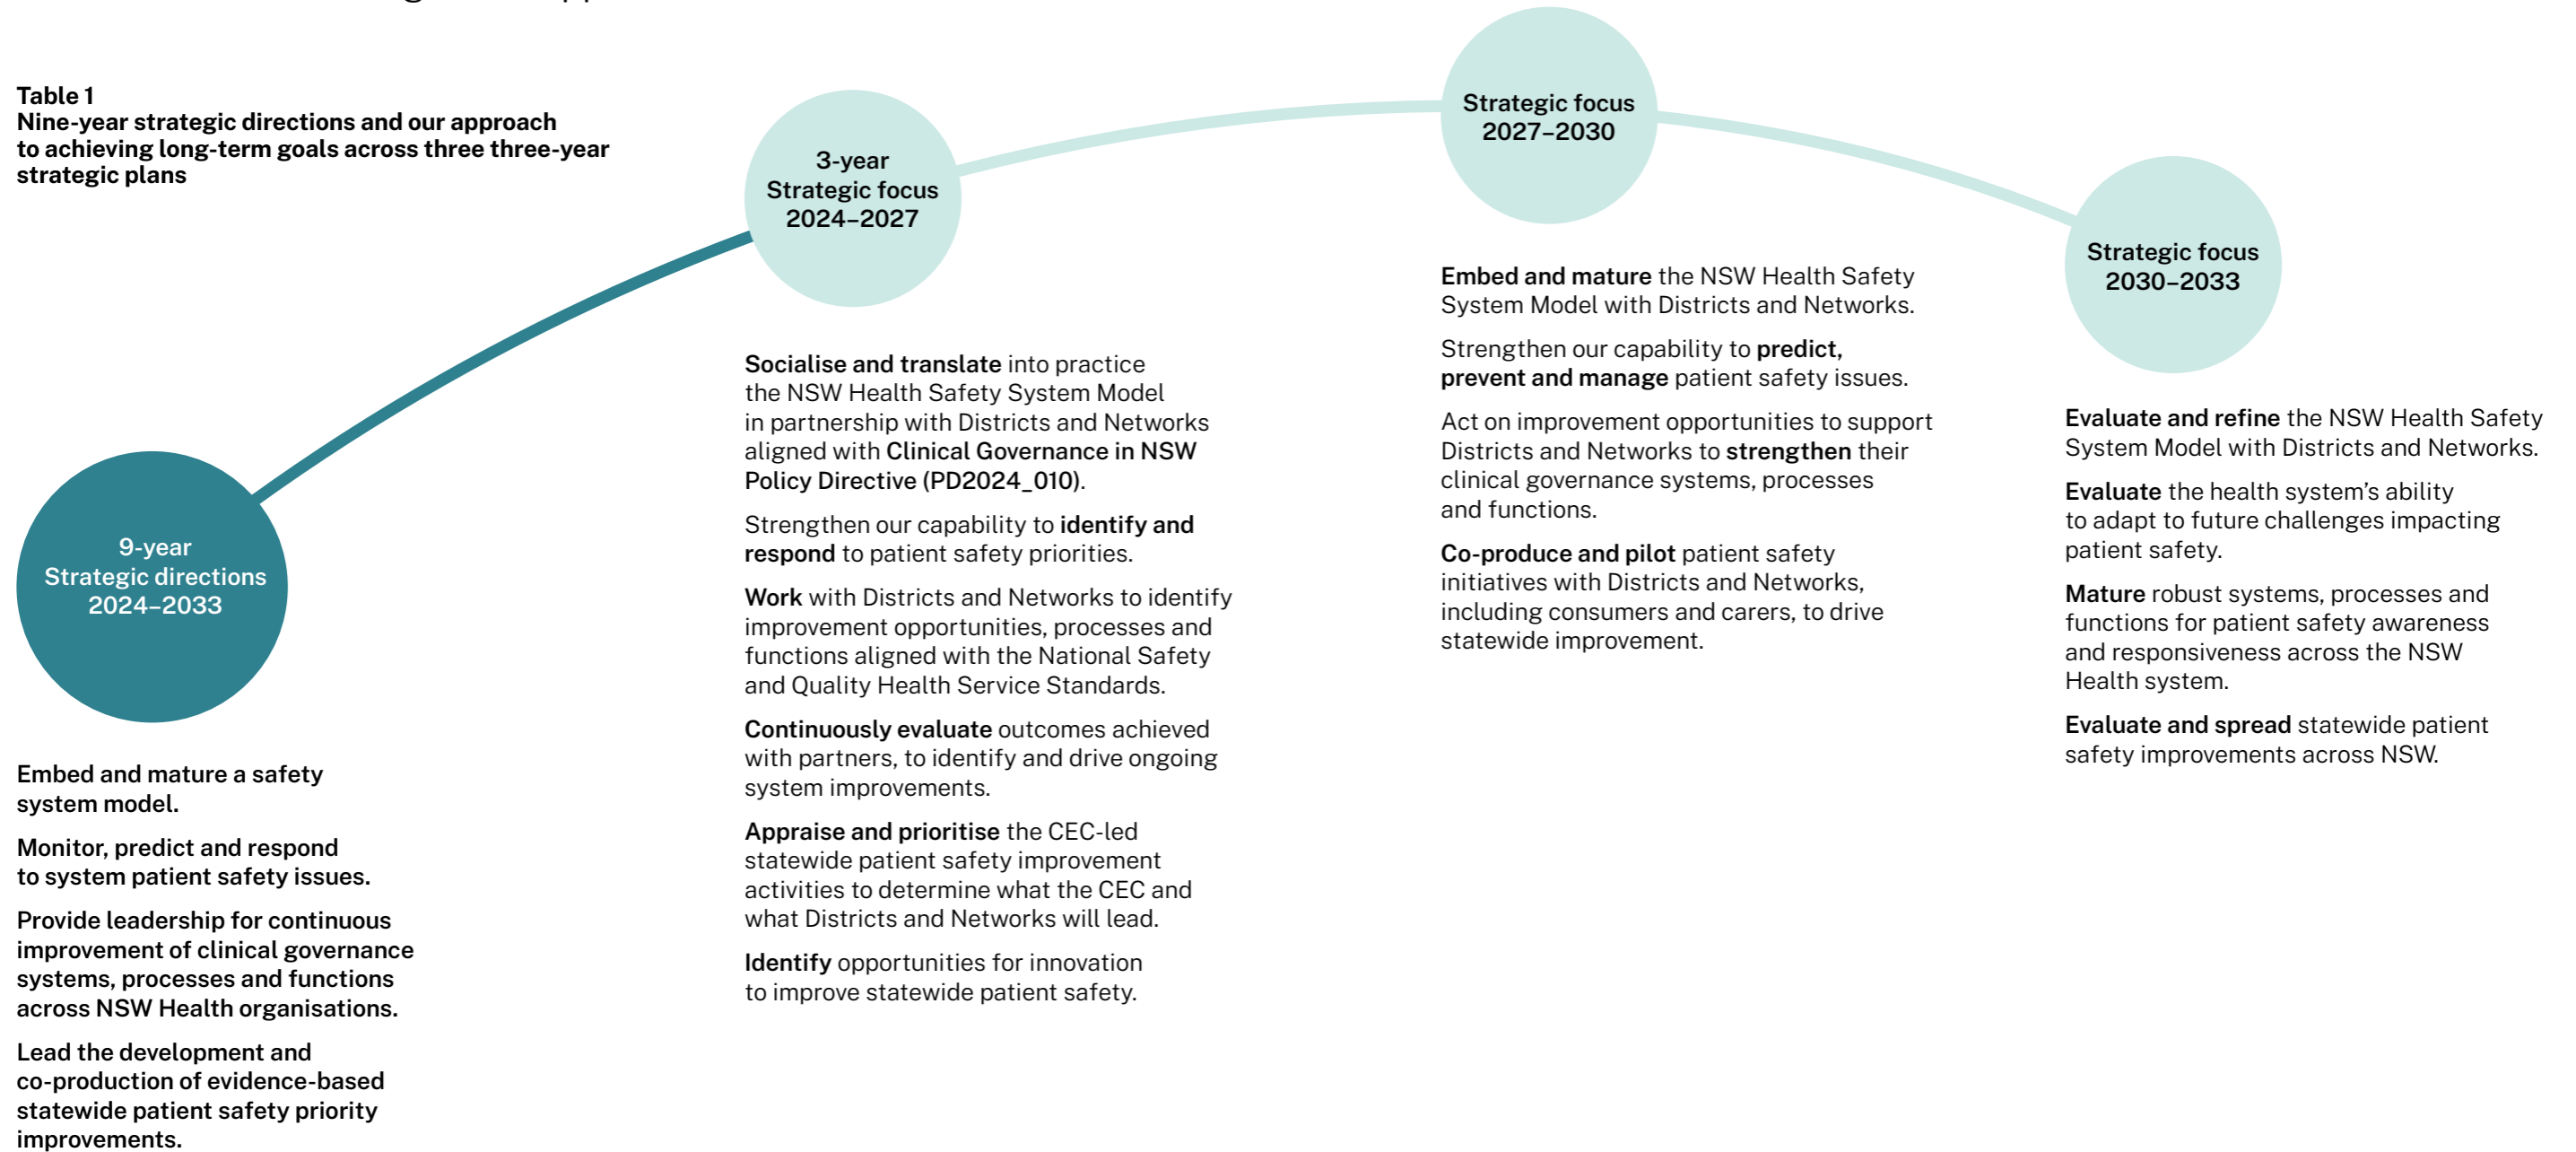 Table 1
Nine-year strategic directions and our approach
to achieving long-term goals across three three-year
strategic plans
9-year
Strategic directions
2024–2033
Embed and mature a safety
system model.
Monitor, predict and respond
to system patient safety issues.
Provide leadership for continuous
improvement of clinical governance
systems, processes and functions
across NSW Health organisations.
Lead the development and
co-production of evidence-based
statewide patient safety priority
improvements.
3-year
Strategic focus
2024–2027
Socialise and translate into practice
the NSW Health Safety System Model
in partnership with Districts and Networks
aligned with Clinical Governance in NSW
Policy Directive (PD2024_010).
Strengthen our capability to identify and
respond to patient safety priorities.
Work with Districts and Networks to identify
improvement opportunities, processes and
functions aligned with the National Safety
and Quality Health Service Standards.
Continuously evaluate outcomes achieved
with partners, to identify and drive ongoing
system improvements.
Appraise and prioritise the CEC-led
statewide patient safety improvement
activities to determine what the CEC and
what Districts and Networks will lead.
Identify opportunities for innovation
to improve statewide patient safety.
Strategic focus
2027–2030
Embed and mature the NSW Health Safety
System Model with Districts and Networks.
Strengthen our capability to predict,
prevent and manage patient safety issues.
Act on improvement opportunities to support
Districts and Networks to strengthen their
clinical governance systems, processes
and functions.
Co-produce and pilot patient safety
initiatives with Districts and Networks,
including consumers and carers, to drive
statewide improvement.
Strategic focus
2030–2033
Evaluate and refine the NSW Health Safety
System Model with Districts and Networks.
Evaluate the health system’s ability
to adapt to future challenges impacting
patient safety.
Mature robust systems, processes and
functions for patient safety awareness
and responsiveness across the NSW
Health system.
Evaluate and spread statewide patient
safety improvements across NSW.